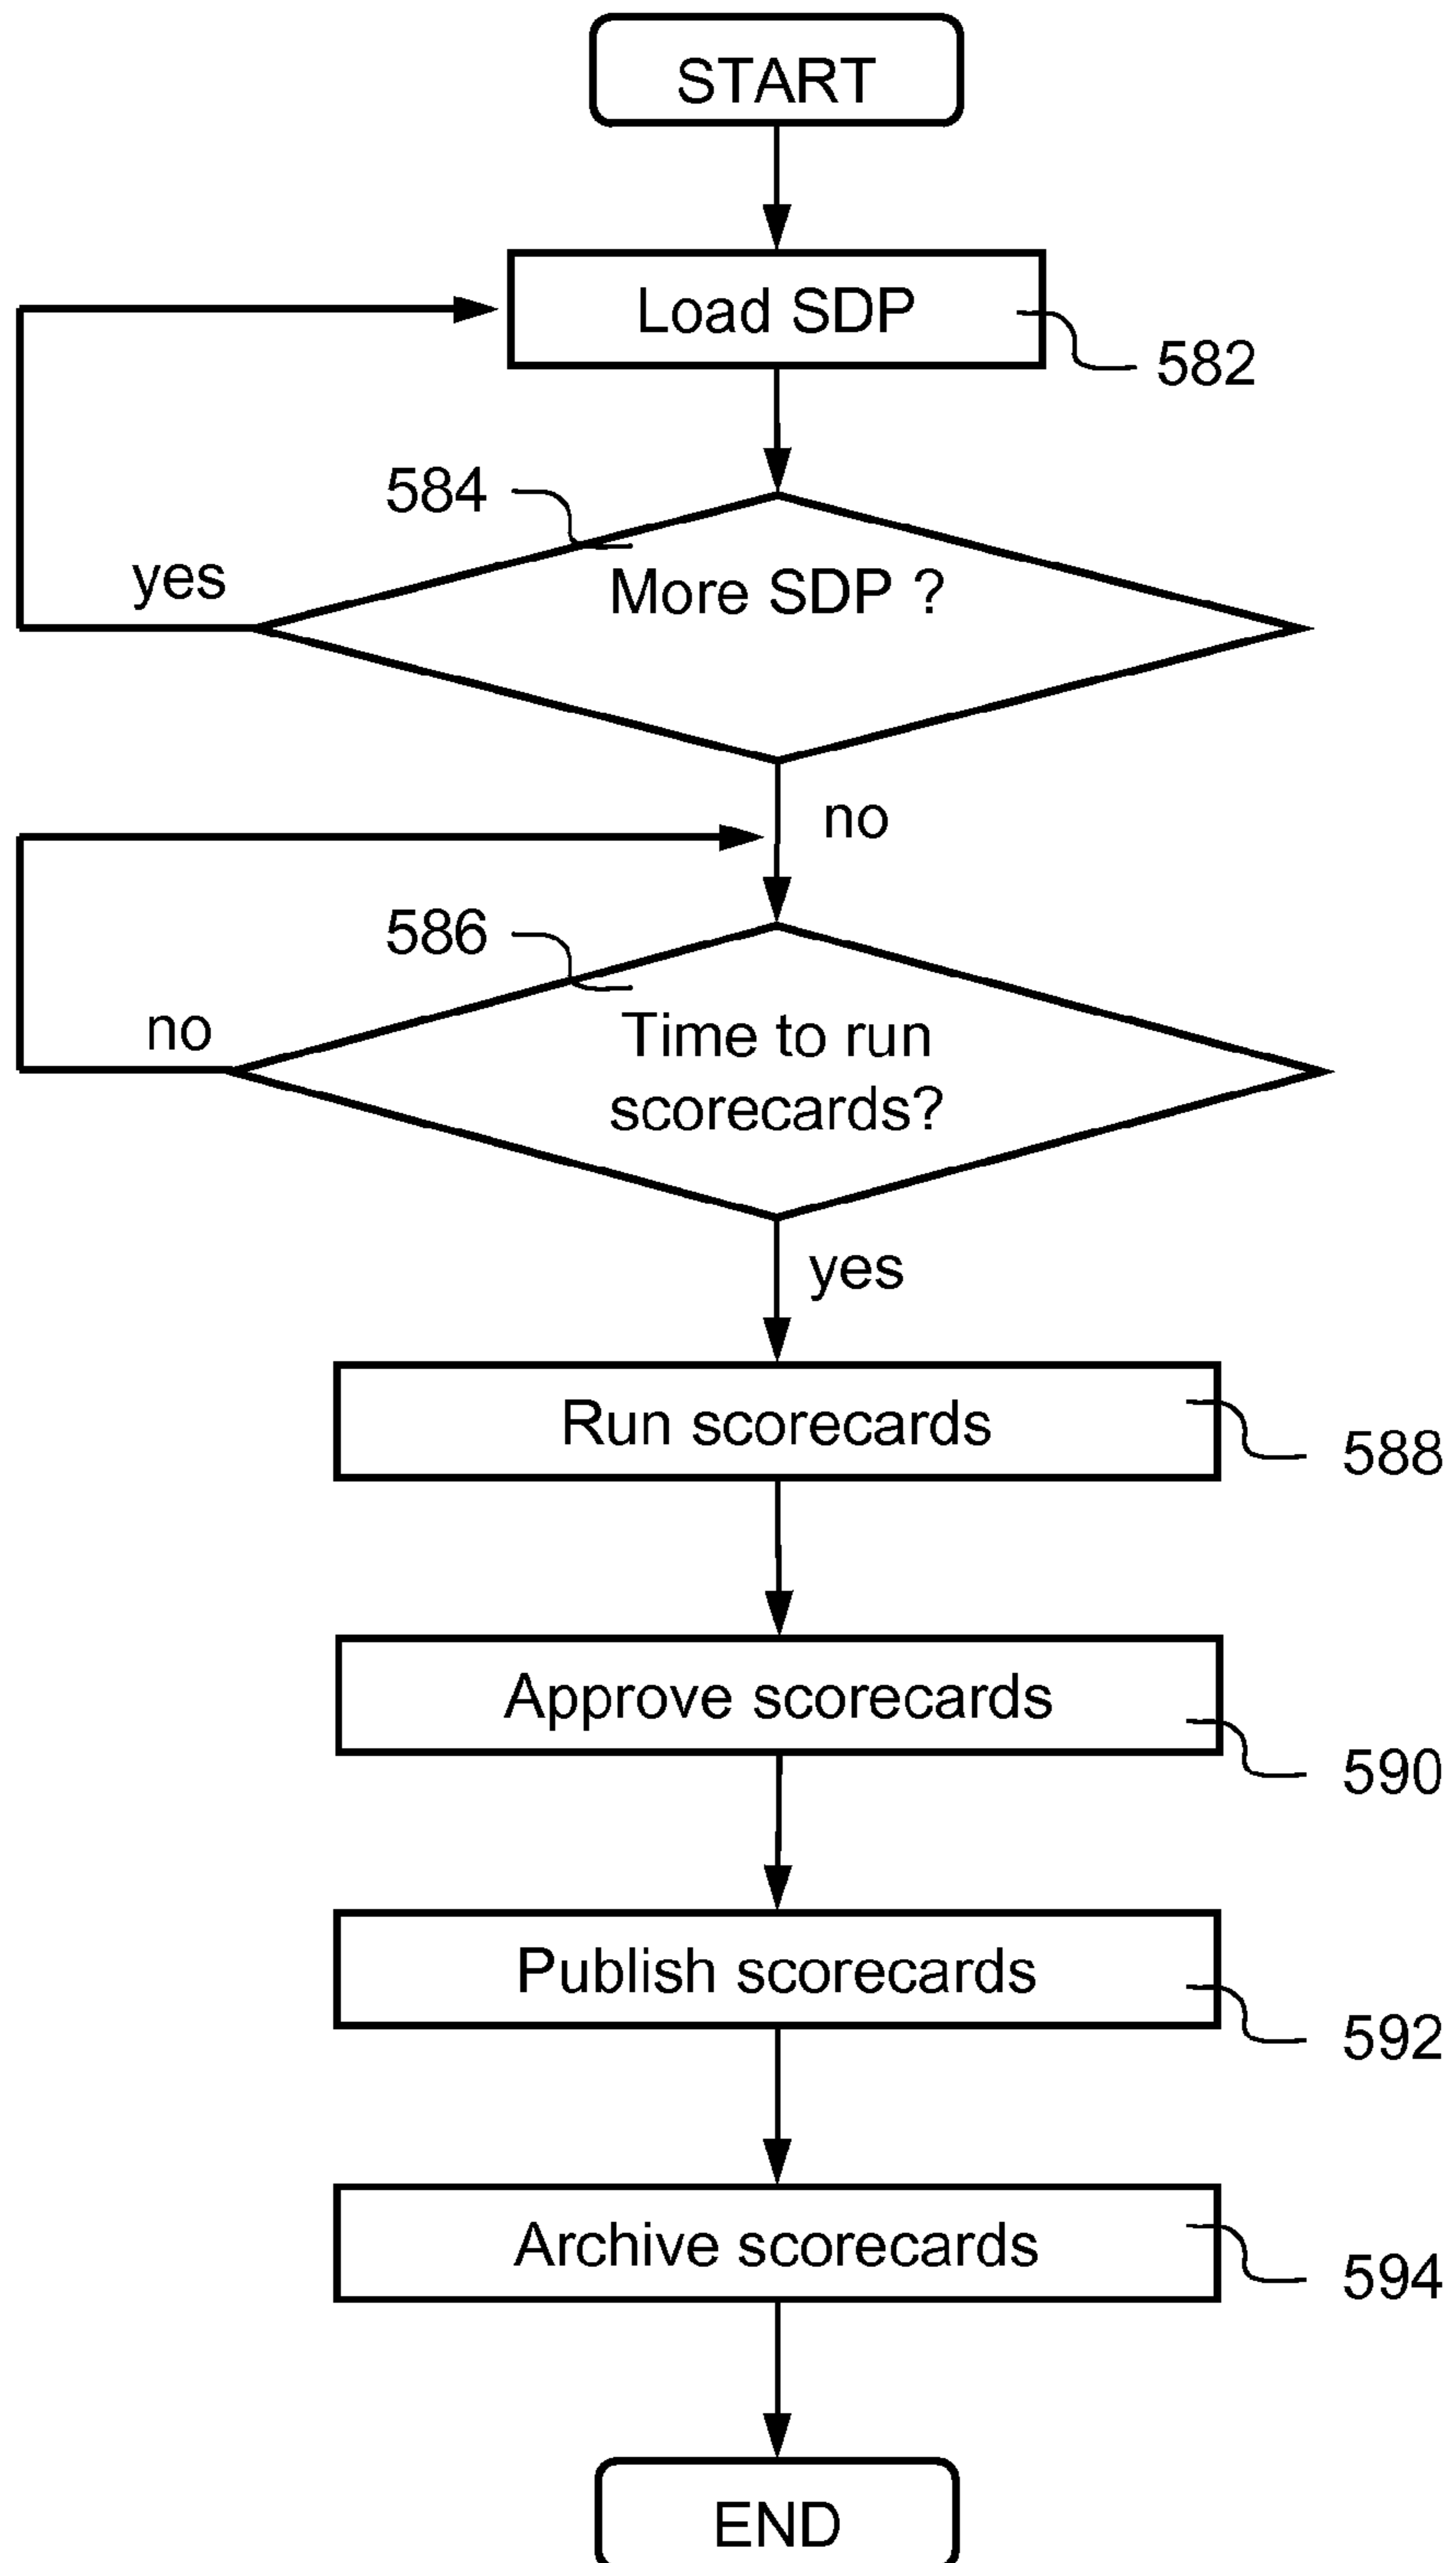 START
Load SDP
582
584
yes
More SDP ?
no
586
no
Time to run
scorecards?
yes
Run scorecards
588
Approve scorecards
590
Publish scorecards
592
Archive scorecards
594
END